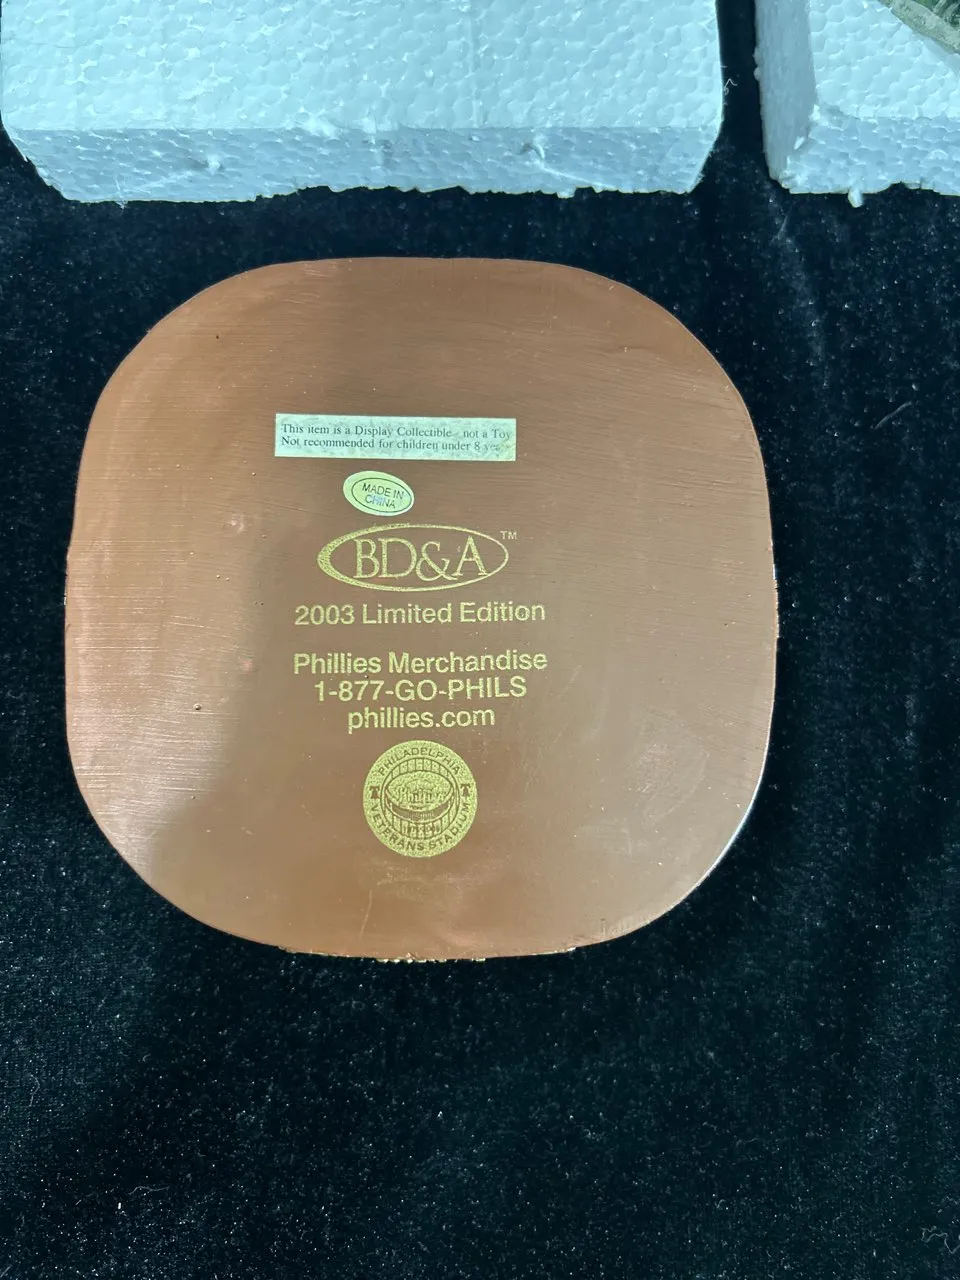 This item is a Display Collectible - not a Toy
Not recommended for children under 8
MADE IN
CHINA
BD&A™
2003 Limited Edition
Phillies Merchandise
1-877-GO-PHILS
phillies.com
PHILADELPHIA
Phillies
VETERANS STADIUM